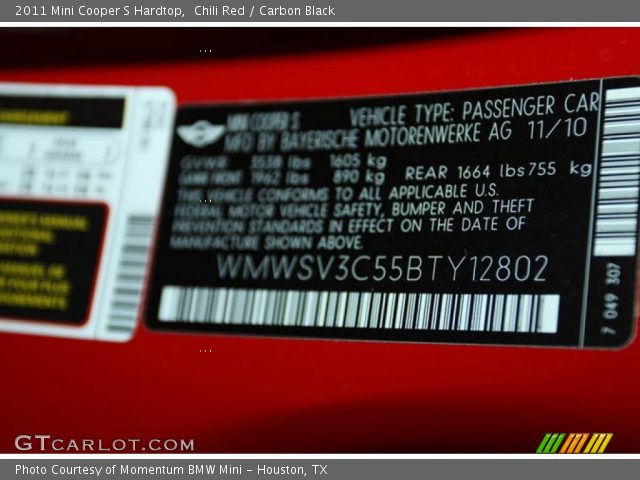 2011 Mini Cooper S Hardtop,  Chili Red / Carbon Black
MINI COOPER S VEHICLE TYPE: PASSENGER CAR
MFD BY BAYERISCHE MOTORENWERKE AG 11/10
GVWR 3538 lbs 1605 kg
GAWR FRONT 1962 lbs 890 kg REAR 1664 lbs 755 kg
THIS VEHICLE CONFORMS TO ALL APPLICABLE U.S.
FEDERAL MOTOR VEHICLE SAFETY, BUMPER AND THEFT
PREVENTION STANDARDS IN EFFECT ON THE DATE OF
MANUFACTURE SHOWN ABOVE.
WMWSV3C55BTY12802
7 049 307
GTCARLOT.COM
Photo Courtesy of Momentum BMW Mini - Houston, TX